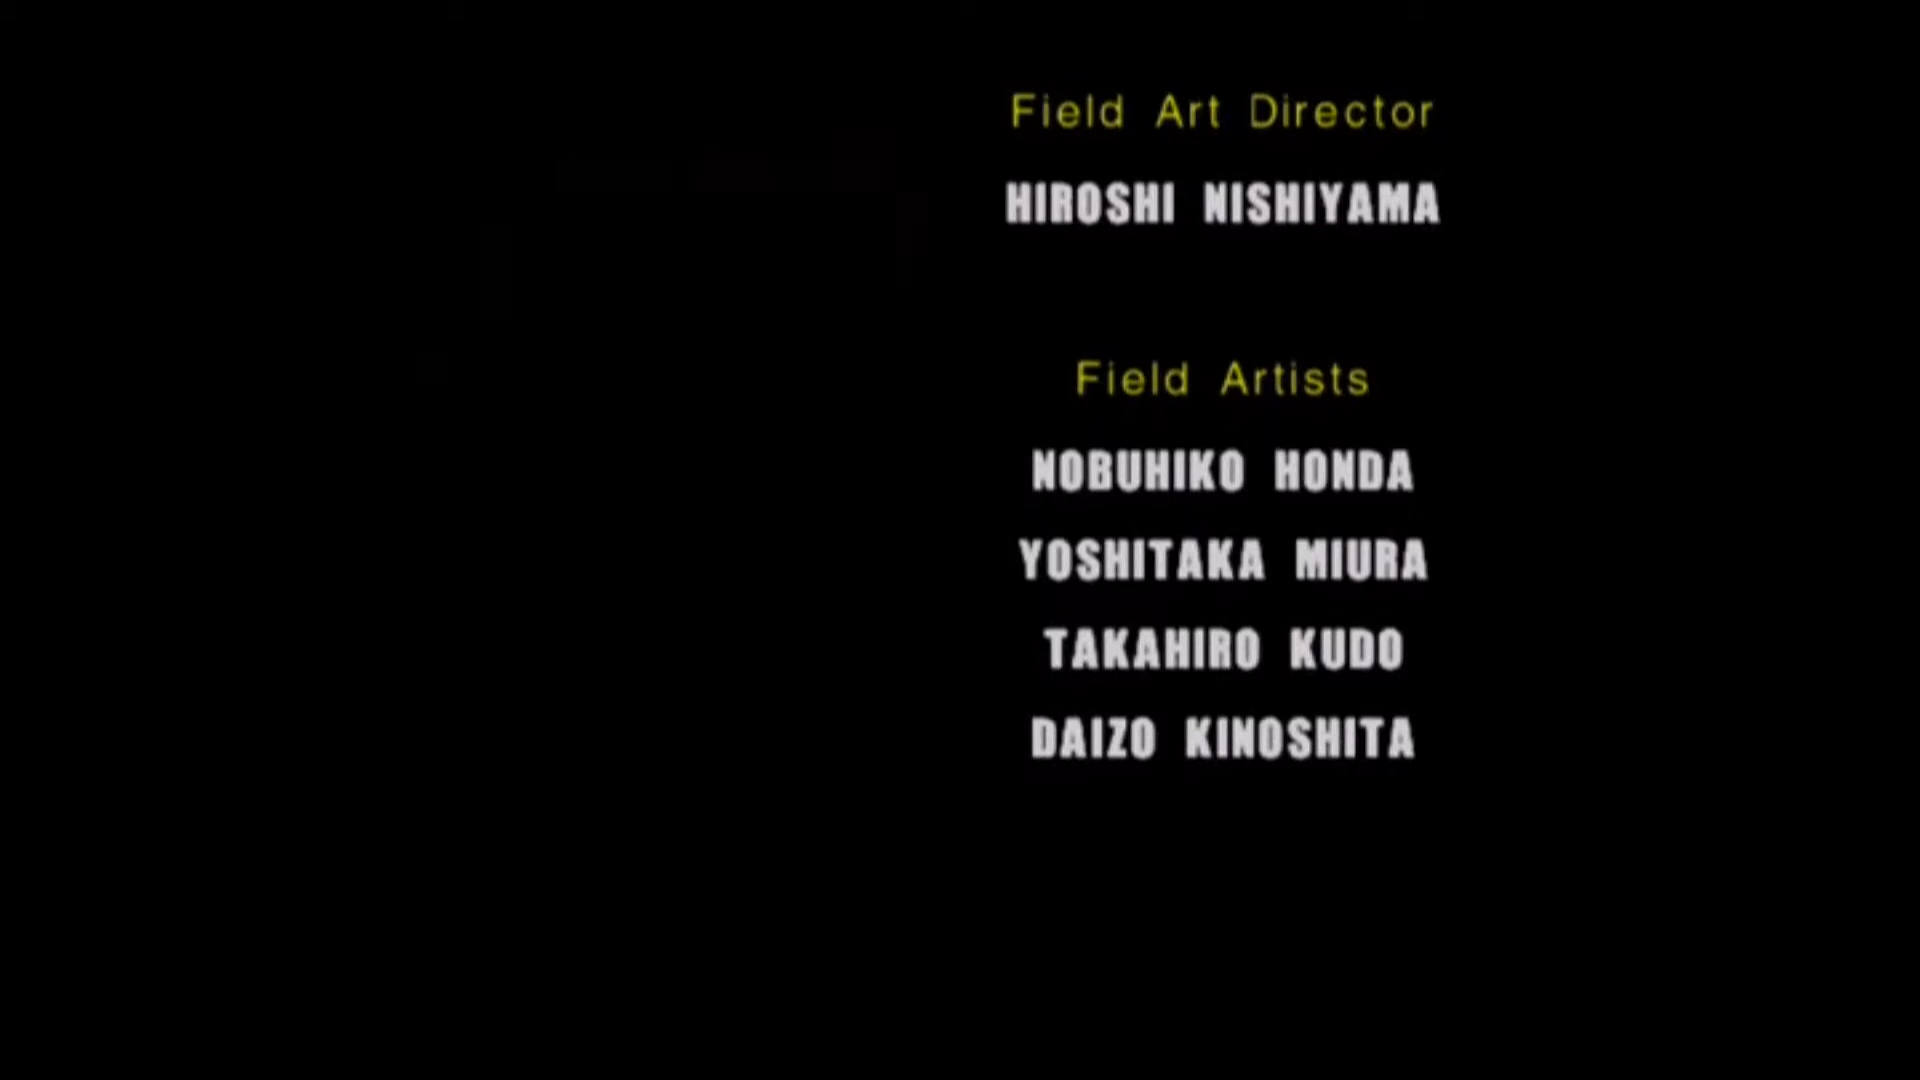 Field Art Director
HIROSHI NISHIYAMA
Field Artists
NOBUHIKO HONDA
YOSHITAKA MIURA
TAKAHIRO KUDO
DAIZO KINOSHITA